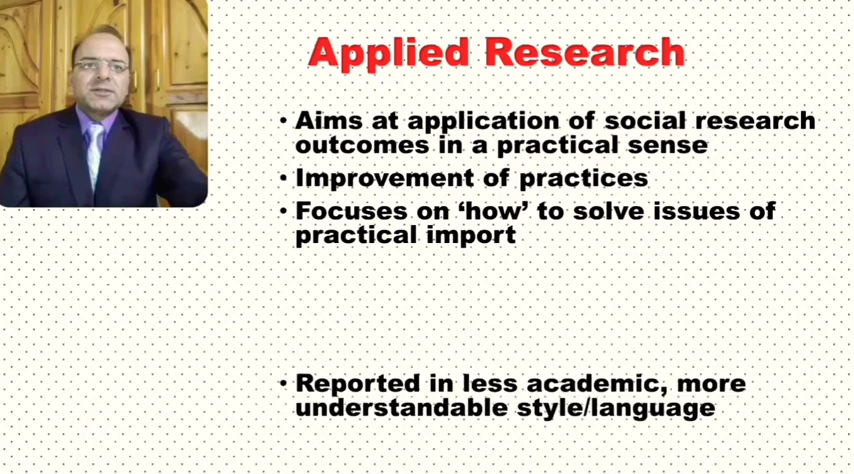 Applied Research
• Aims at application of social research
outcomes in a practical sense
• Improvement of practices
• Focuses on ‘how’ to solve issues of
practical import
• Reported in less academic, more
understandable style/language